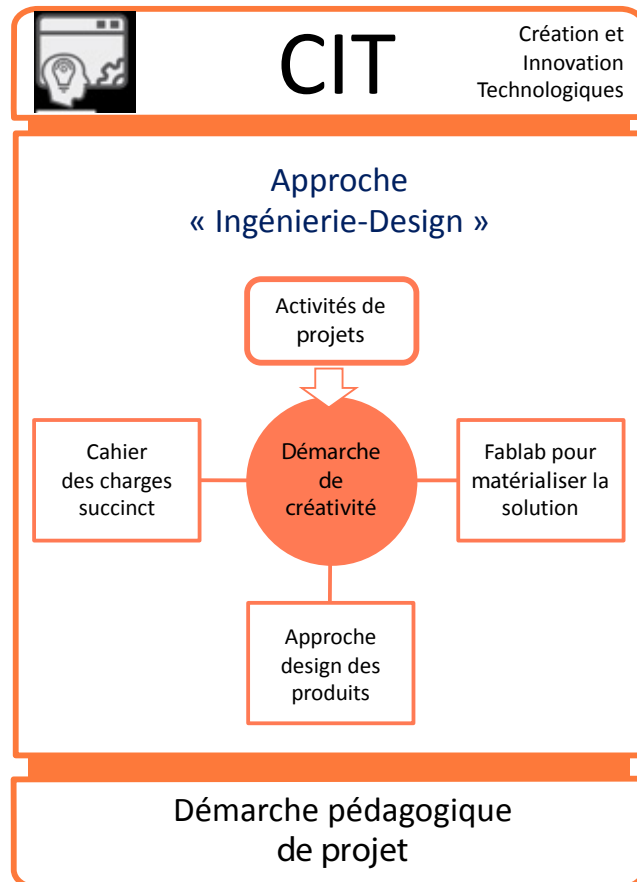 CIT
Création et
Innovation
Technologiques
Approche
« Ingénierie-Design »
Activités de
projets
Cahier
des charges
succinct
Démarche
de
créativité
Fablab pour
matérialiser la
solution
Approche
design des
produits
Démarche pédagogique
de projet